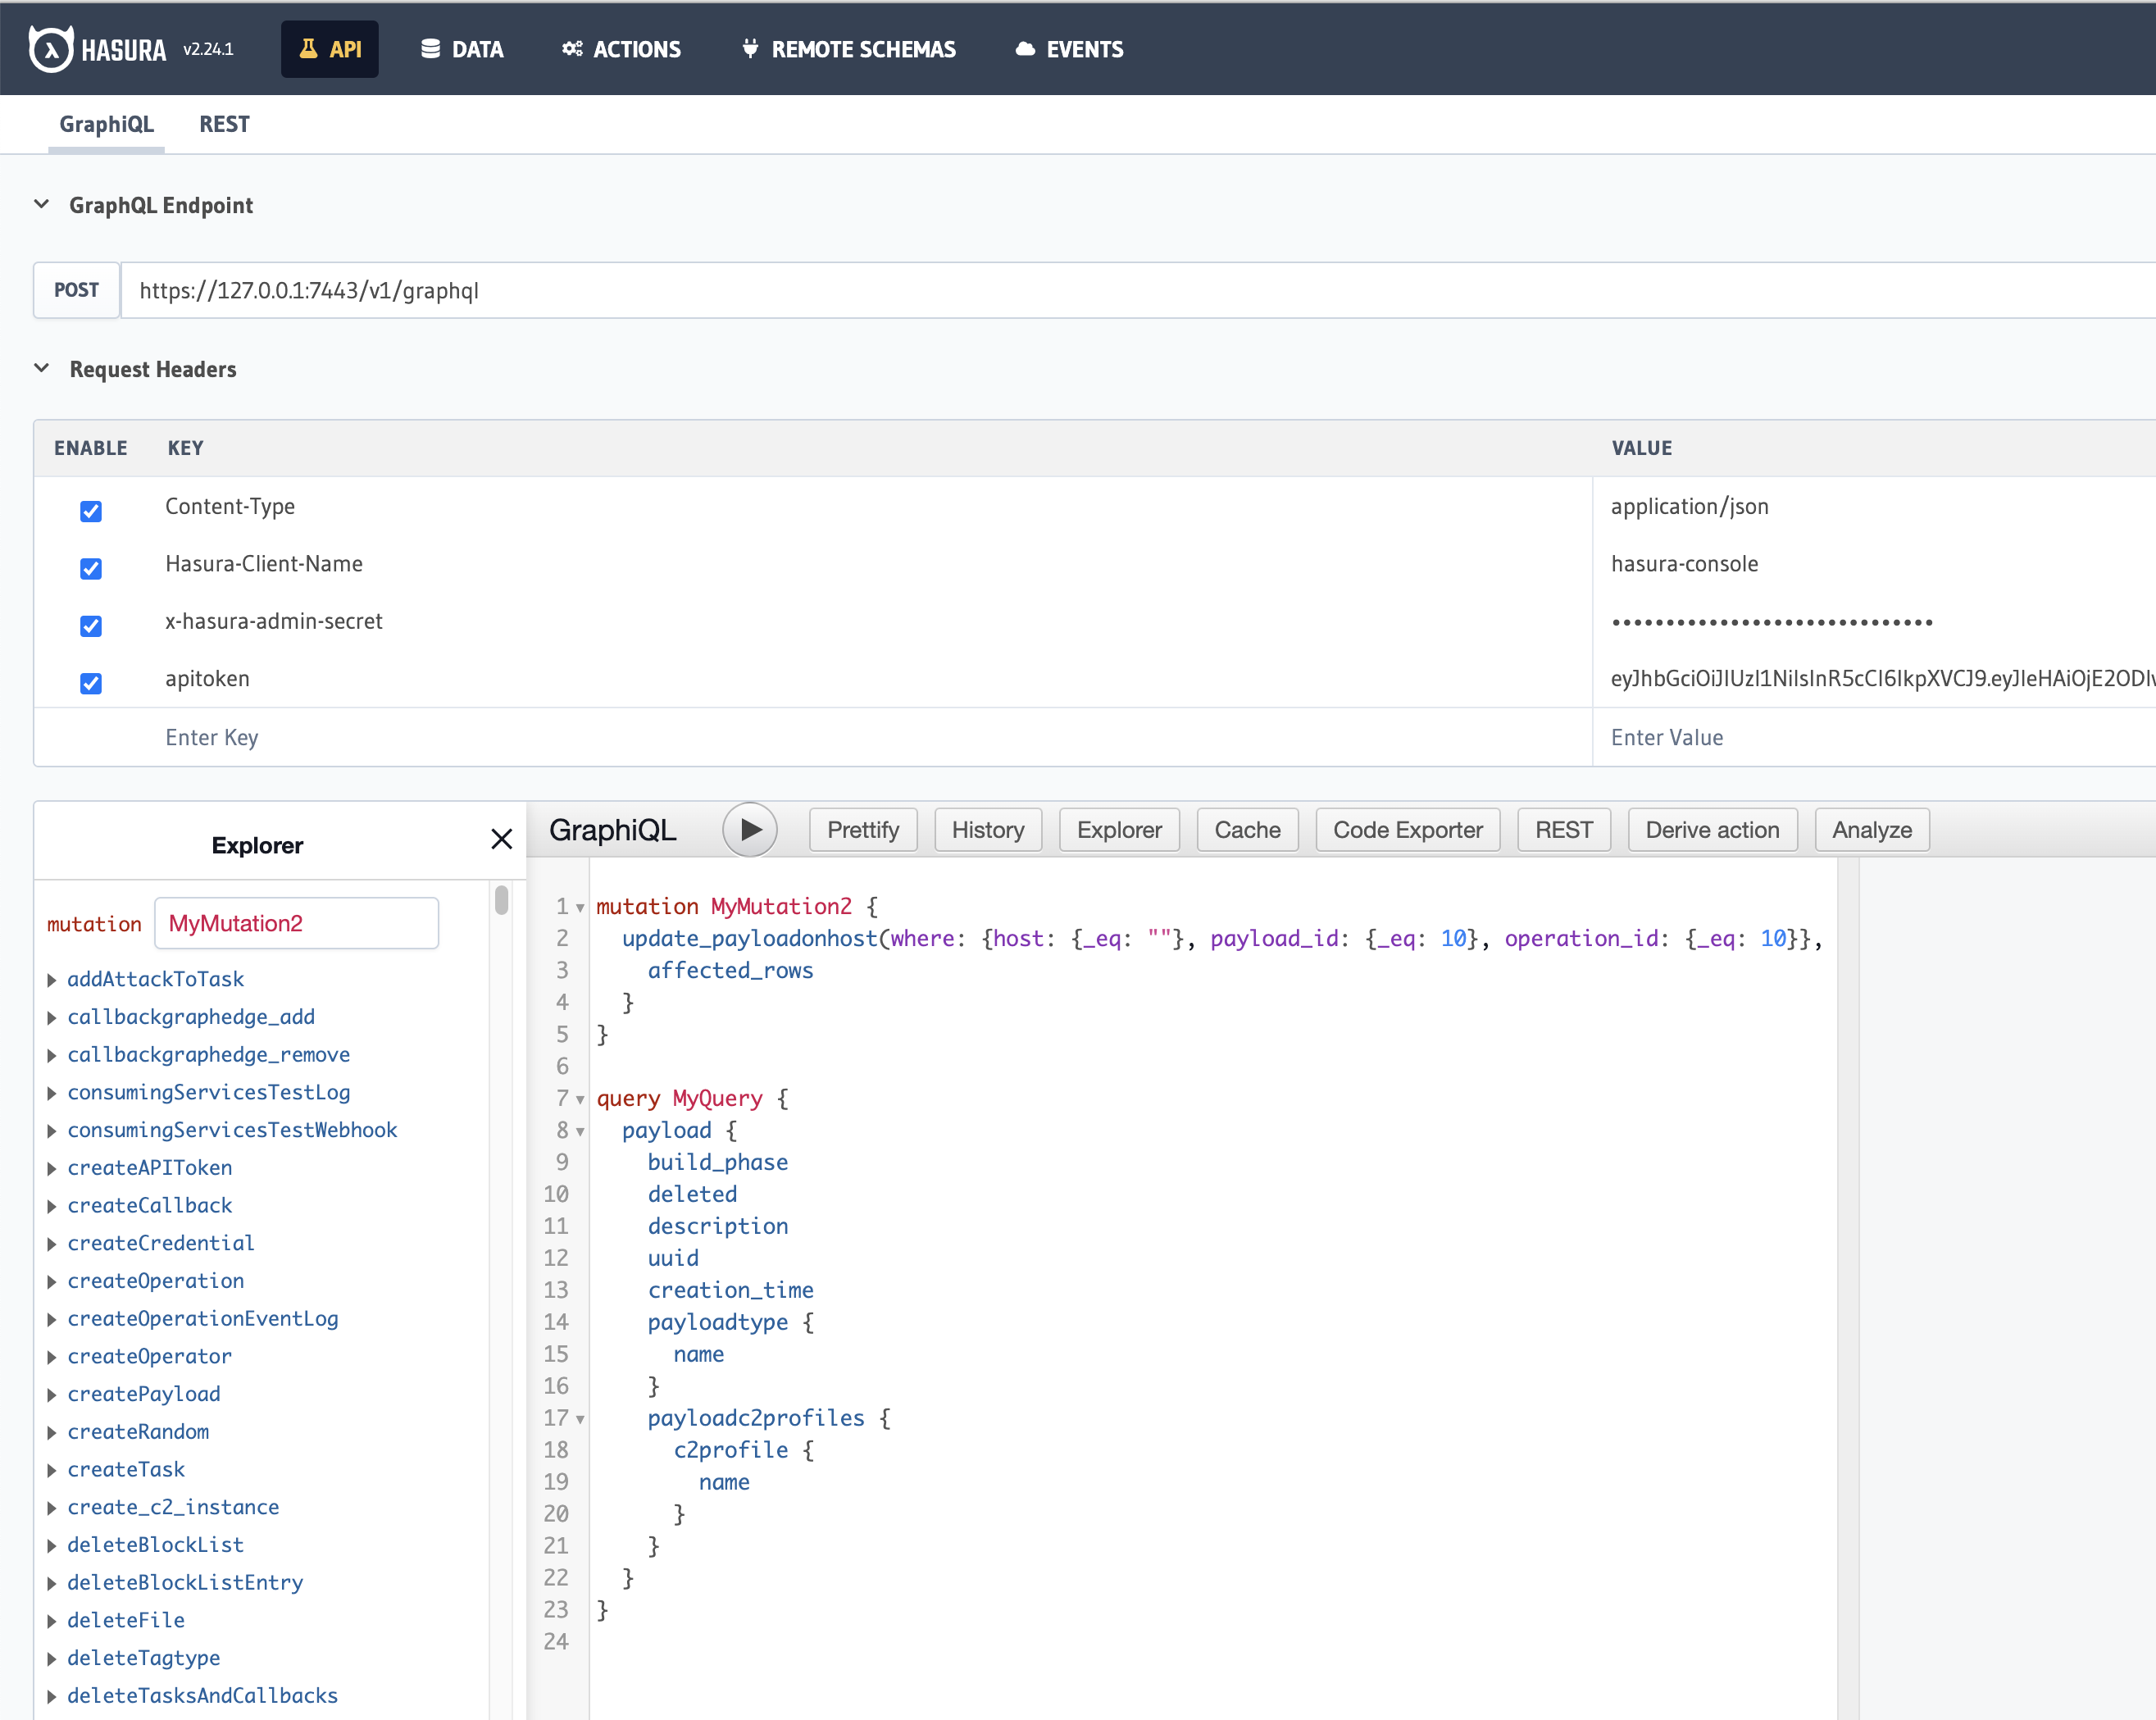 HASURA v2.24.1 API DATA ACTIONS REMOTE SCHEMAS EVENTS
GraphiQL REST
GraphQL Endpoint
POST https://127.0.0.1:7443/v1/graphql
Request Headers
ENABLE KEY VALUE
Content-Type application/json
Hasura-Client-Name hasura-console
x-hasura-admin-secret ••••••••••••••••••••••••••••••
apitoken
Enter Key Enter Value
Explorer
GraphiQL Prettify History Explorer Cache Code Exporter REST Derive action Analyze
mutation MyMutation2
addAttackToTask
callbackgraphedge_add
callbackgraphedge_remove
consumingServicesTestLog
consumingServicesTestWebhook
createAPIToken
createCallback
createCredential
createOperation
createOperationEventLog
createOperator
createPayload
createRandom
createTask
create_c2_instance
deleteBlockList
deleteBlockListEntry
deleteFile
deleteTagtype
deleteTasksAndCallbacks
1 mutation MyMutation2 {
2 update_payloadonhost(where: {host: {_eq: ""}, payload_id: {_eq: 10}, operation_id: {_eq: 10}},
3 affected_rows
4 }
5 }
6
7 query MyQuery {
8 payload {
9 build_phase
10 deleted
11 description
12 uuid
13 creation_time
14 payloadtype {
15 name
16 }
17 payloadc2profiles {
18 c2profile {
19 name
20 }
21 }
22 }
23 }
24